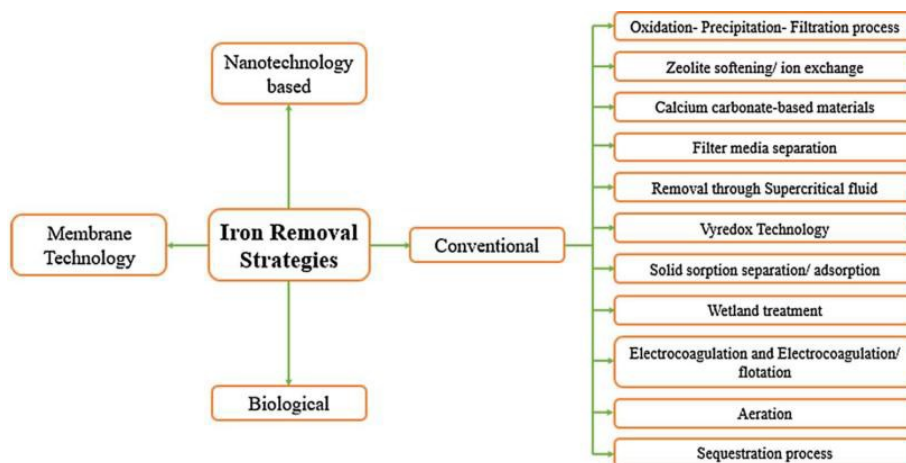 Nanotechnology
based
Membrane
Technology
Iron Removal
Strategies
Conventional
Biological
Oxidation- Precipitation- Filtration process
Zeolite softening/ ion exchange
Calcium carbonate-based materials
Filter media separation
Removal through Supercritical fluid
Vyredox Technology
Solid sorption separation/ adsorption
Wetland treatment
Electrocoagulation and Electrocoagulation/
flotation
Aeration
Sequestration process